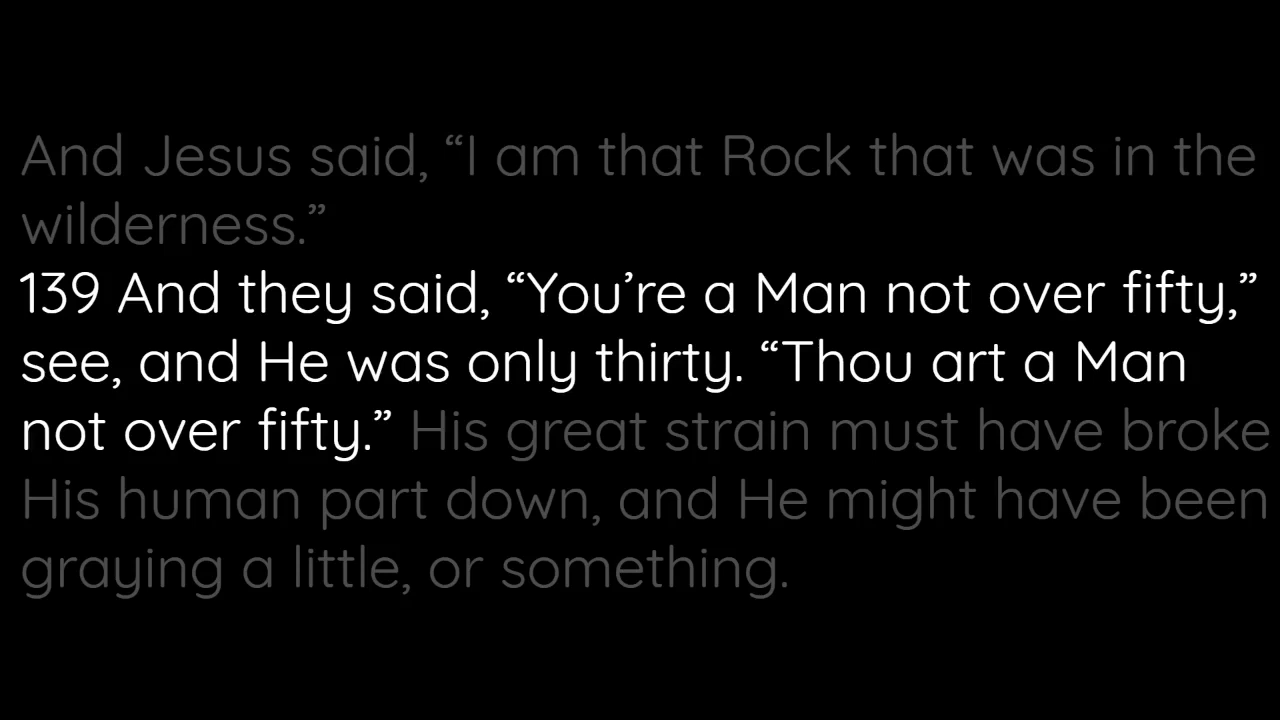 And Jesus said, “I am that Rock that was in the
wilderness.”
139 And they said, “You’re a Man not over fifty,”
see, and He was only thirty. “Thou art a Man
not over fifty.” His great strain must have broke
His human part down, and He might have been
graying a little, or something.